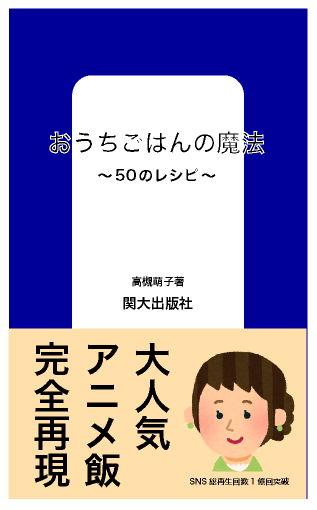 おうちごはんの魔法
～50のレシピ～
高槻萌子著
関大出版社
大人気
アニメ飯
完全再現
SNS総再生回数1億回突破